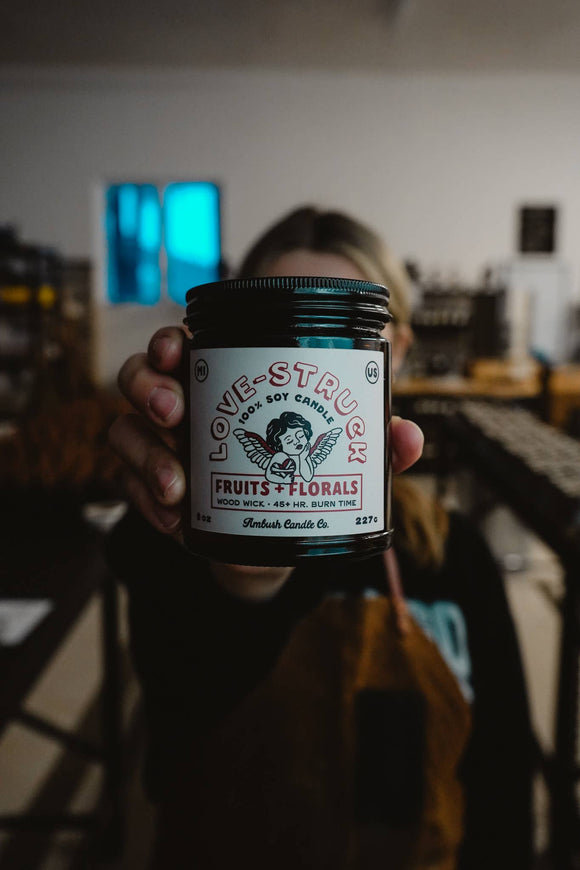 MI
US
LOVE-STRUCK
100% SOY CANDLE
FRUITS + FLORALS
WOOD WICK • 45+ HR. BURN TIME
8 OZ
Ambush Candle Co.
227G